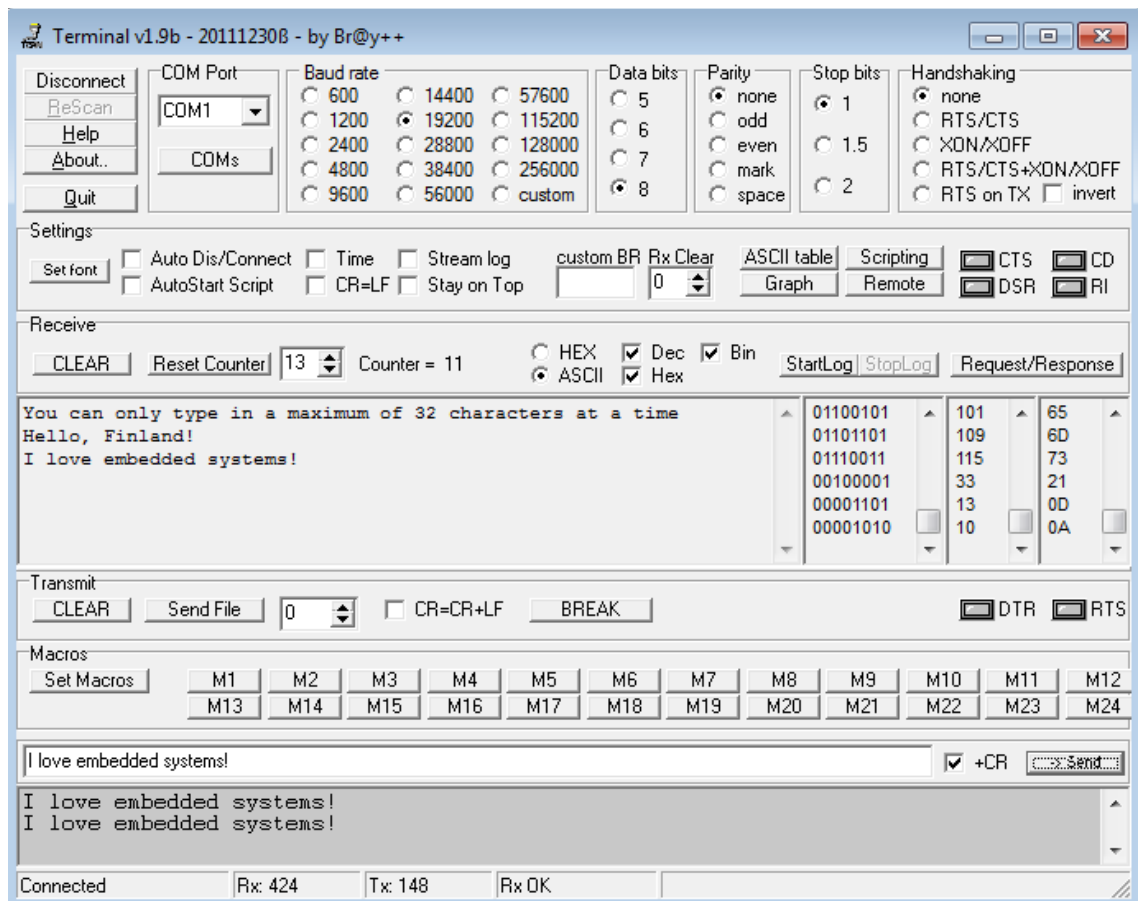 Terminal v1.9b - 20111230ß - by Br@y++
Disconnect
ReScan
Help
About..
Quit
COM Port
COM1
COMs
Baud rate
600 14400 57600
1200 19200 115200
2400 28800 128000
4800 38400 256000
9600 56000 custom
Data bits
5
6
7
8
Parity
none
odd
even
mark
space
Stop bits
1
1.5
2
Handshaking
none
RTS/CTS
XON/XOFF
RTS/CTS+XON/XOFF
RTS on TX invert
Settings
Set font
Auto Dis/Connect Time Stream log
AutoStart Script CR=LF Stay on Top
custom BR Rx Clear
0
ASCII table Scripting
Graph Remote
CTS CD
DSR RI
Receive
CLEAR Reset Counter 13 Counter = 11
HEX Dec Bin
ASCII Hex
StartLog StopLog Request/Response
You can only type in a maximum of 32 characters at a time
Hello, Finland!
I love embedded systems!
01100101 101 65
01101101 109 6D
01110011 115 73
00100001 33 21
00001101 13 0D
00001010 10 0A
Transmit
CLEAR Send File 0 CR=CR+LF BREAK DTR RTS
Macros
Set Macros M1 M2 M3 M4 M5 M6 M7 M8 M9 M10 M11 M12
M13 M14 M15 M16 M17 M18 M19 M20 M21 M22 M23 M24
I love embedded systems! +CR -> Send
I love embedded systems!
I love embedded systems!
Connected Rx: 424 Tx: 148 Rx OK